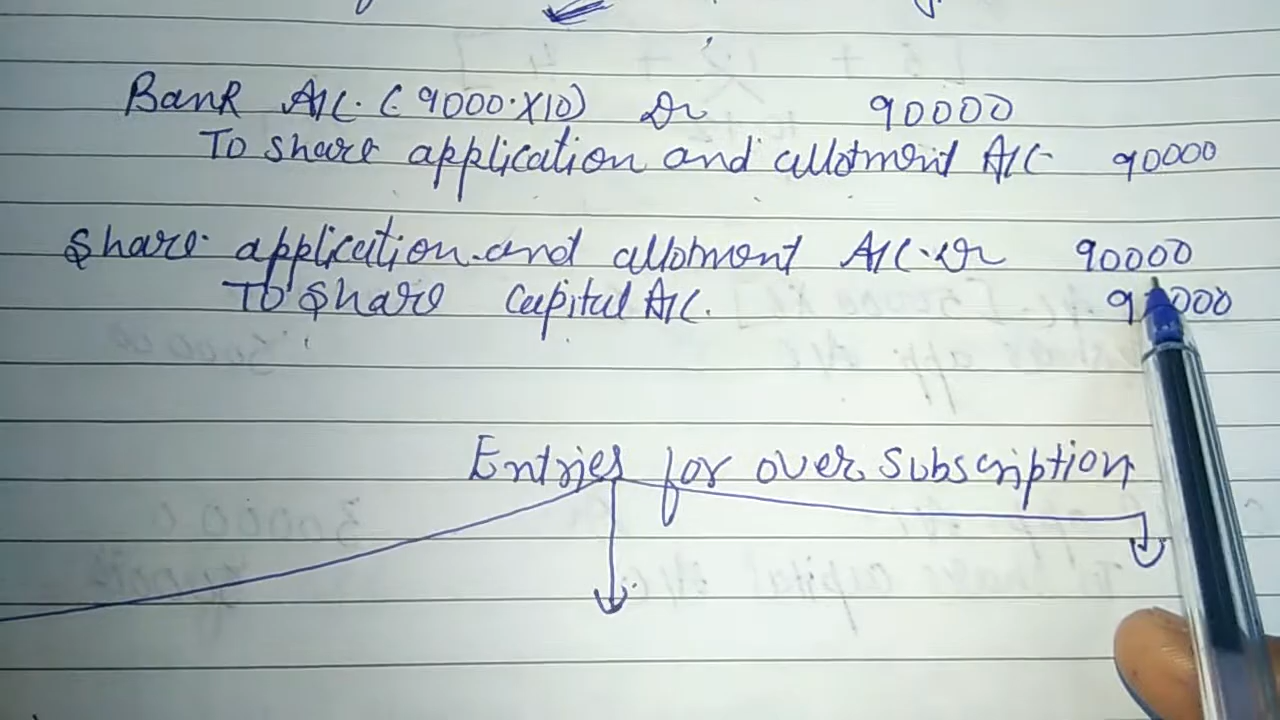 Bank A/C. (9000×10) Dr 90000
To share application and allotment A/C 90000
Share application and allotment A/C Dr 90000
To Share Capital A/C. 90000
Entries for over subscription